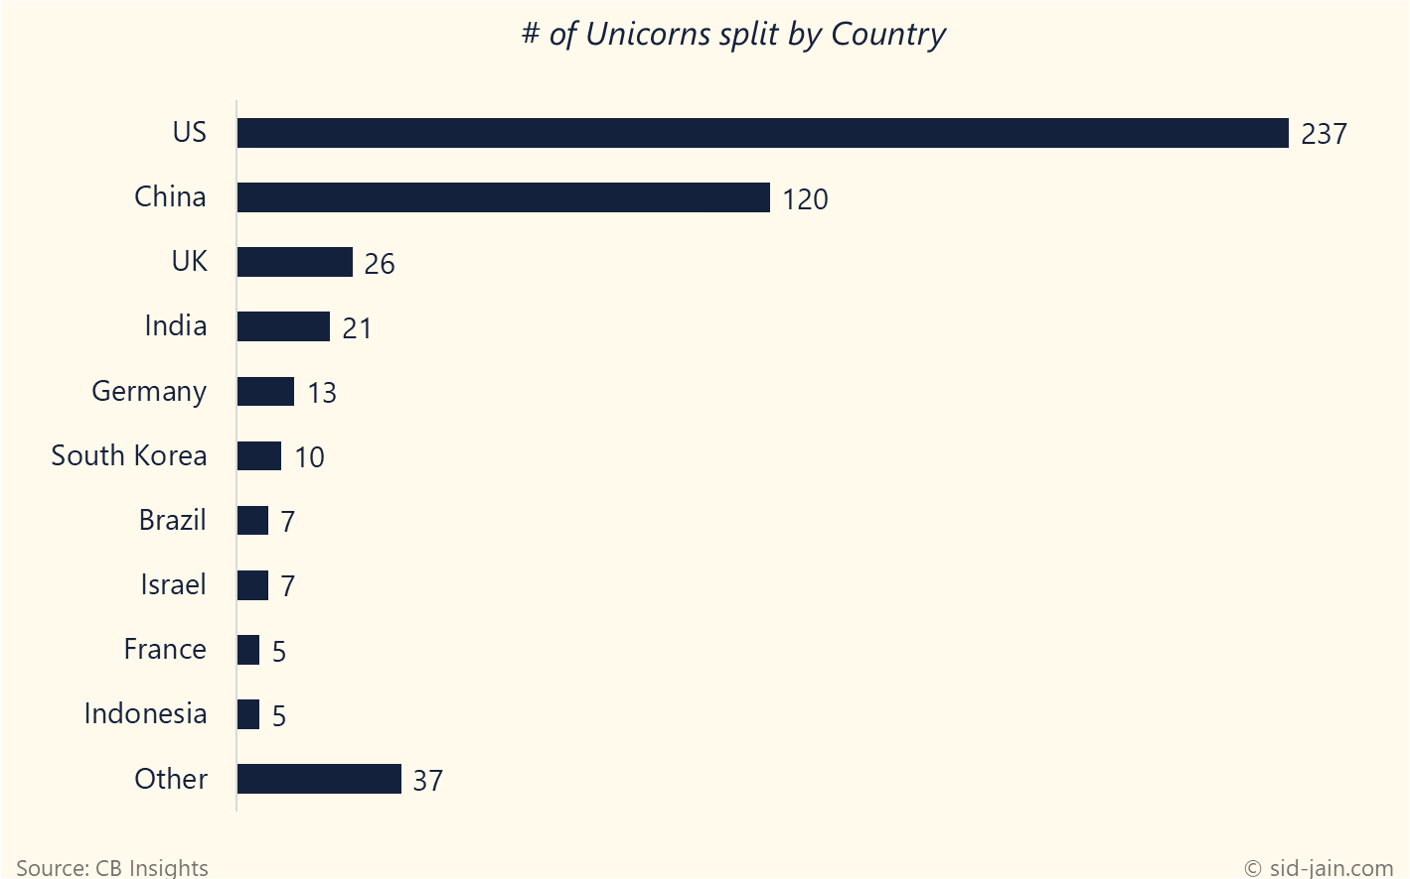 # of Unicorns split by Country
US 237
China 120
UK 26
India 21
Germany 13
South Korea 10
Brazil 7
Israel 7
France 5
Indonesia 5
Other 37
Source: CB Insights © sid-jain.com